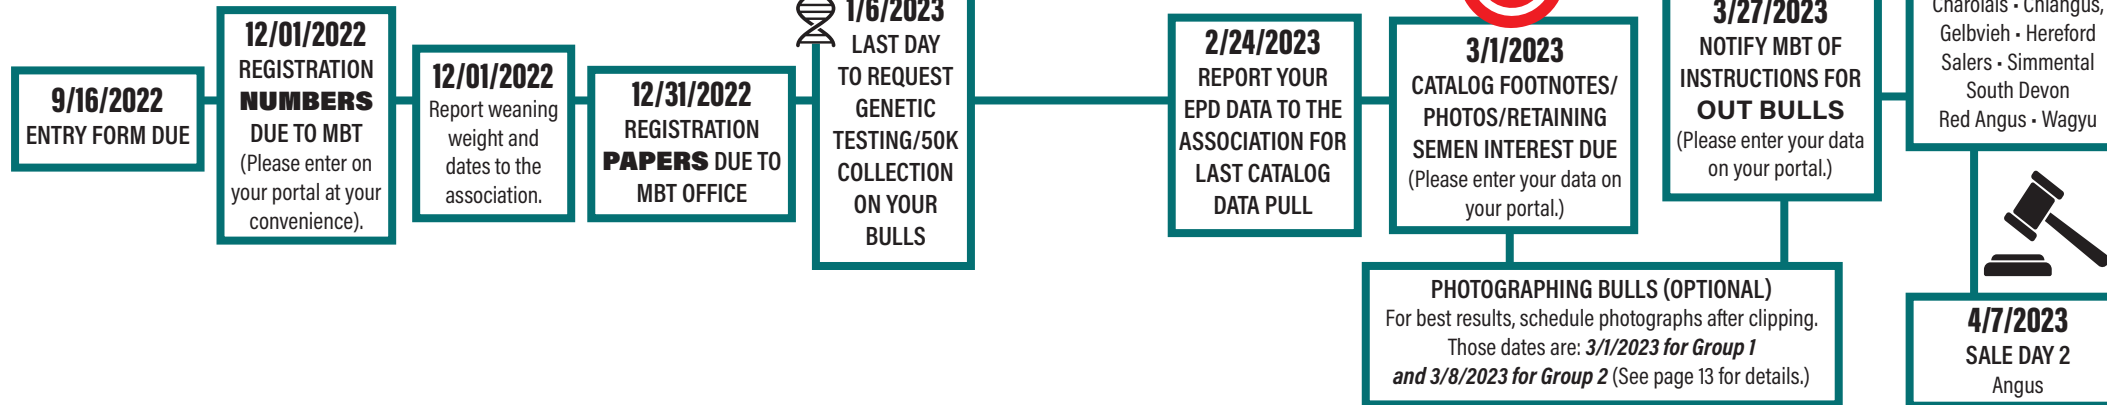 9/16/2022
ENTRY FORM DUE
12/01/2022
REGISTRATION
NUMBERS
DUE TO MBT
(Please enter on
your portal at your
convenience).
12/01/2022
Report weaning
weight and
dates to the
association.
12/31/2022
REGISTRATION
PAPERS DUE TO
MBT OFFICE
1/6/2023
LAST DAY
TO REQUEST
GENETIC
TESTING/50K
COLLECTION
ON YOUR
BULLS
2/24/2023
REPORT YOUR
EPD DATA TO THE
ASSOCIATION FOR
LAST CATALOG
DATA PULL
3/1/2023
CATALOG FOOTNOTES/
PHOTOS/RETAINING
SEMEN INTEREST DUE
(Please enter your data on
your portal.)
3/27/2023
NOTIFY MBT OF
INSTRUCTIONS FOR
OUT BULLS
(Please enter your data
on your portal.)
PHOTOGRAPHING BULLS (OPTIONAL)
For best results, schedule photographs after clipping.
Those dates are: 3/1/2023 for Group 1
and 3/8/2023 for Group 2 (See page 13 for details.)
Charolais • Chiangus,
Gelbvieh • Hereford
Salers • Simmental
South Devon
Red Angus • Wagyu
4/7/2023
SALE DAY 2
Angus